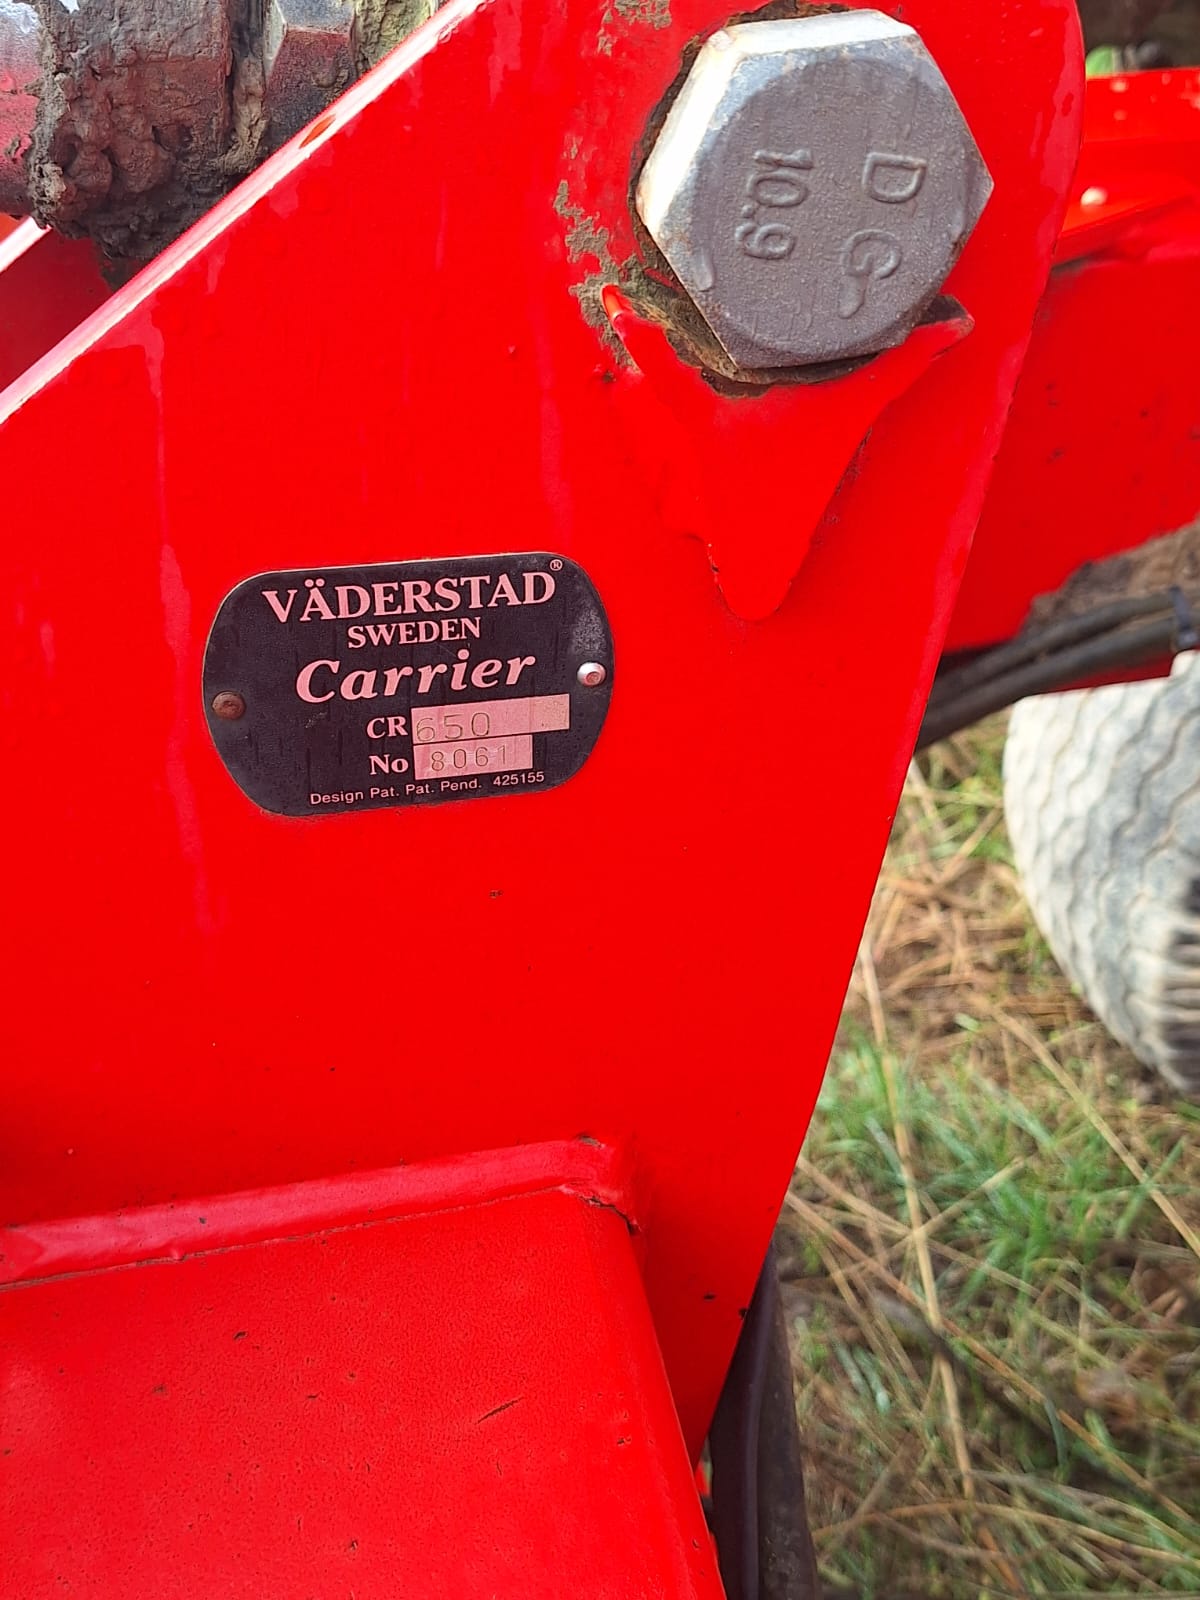 D G
10.9
VÄDERSTAD®
SWEDEN
Carrier
CR 650
No 8061
Design Pat. Pat. Pend. 425155